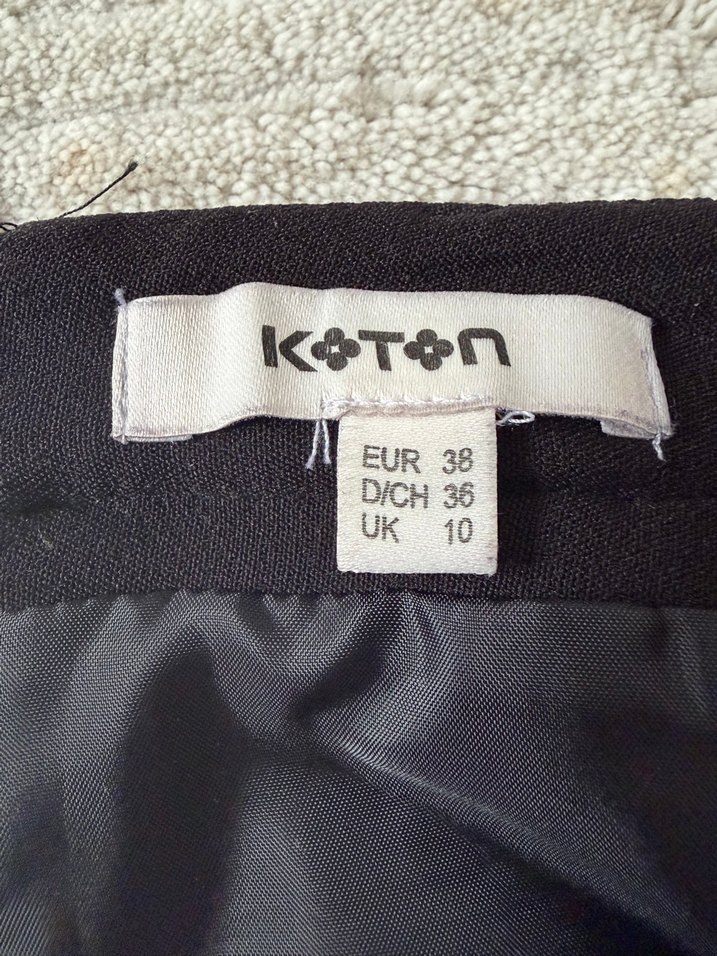 KOTON
EUR 38
D/CH 36
UK 10